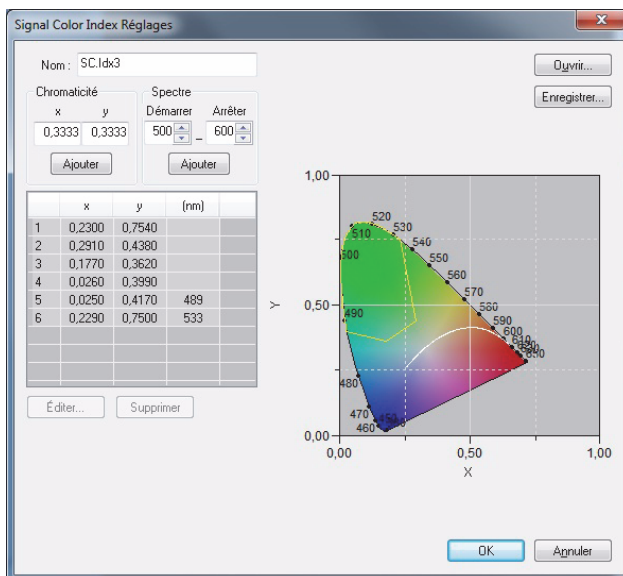 Signal Color Index Réglages
Nom : SC.Idx3
Ouvrir...
Enregistrer...
Chromaticité
x y
0,3333 0,3333
Ajouter
Spectre
Démarrer Arrêter
500 – 600
Ajouter
x y (nm)
1 0,2300 0,7540
2 0,2910 0,4380
3 0,1770 0,3620
4 0,0260 0,3990
5 0,0250 0,4170 489
6 0,2290 0,7500 533
Éditer... Supprimer
1,00
0,50
0,00
Y
0,00 0,50 1,00
X
520
510
530
540
500
550
560
570
580
490
590
600
610
480
470
460
OK Annuler